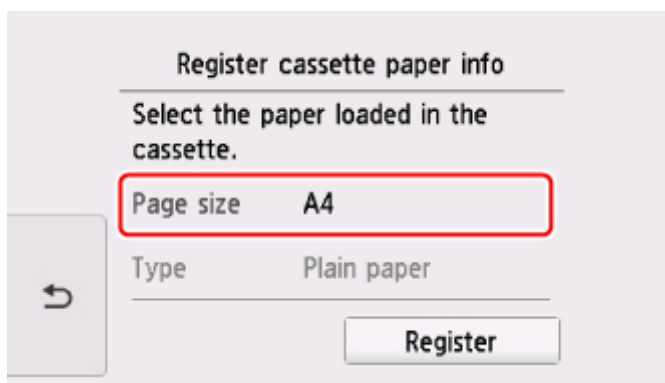 Register cassette paper info
Select the paper loaded in the
cassette.
Page size A4
Type Plain paper
Register